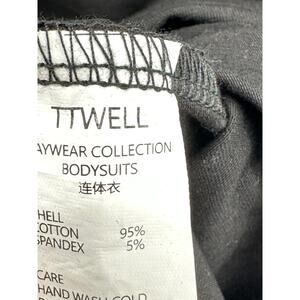 TTWELL
AYWEAR COLLECTION
BODYSUITS
连体衣
HELL
COTTON 95%
SPANDEX 5%
CARE
HAND WASH COLD